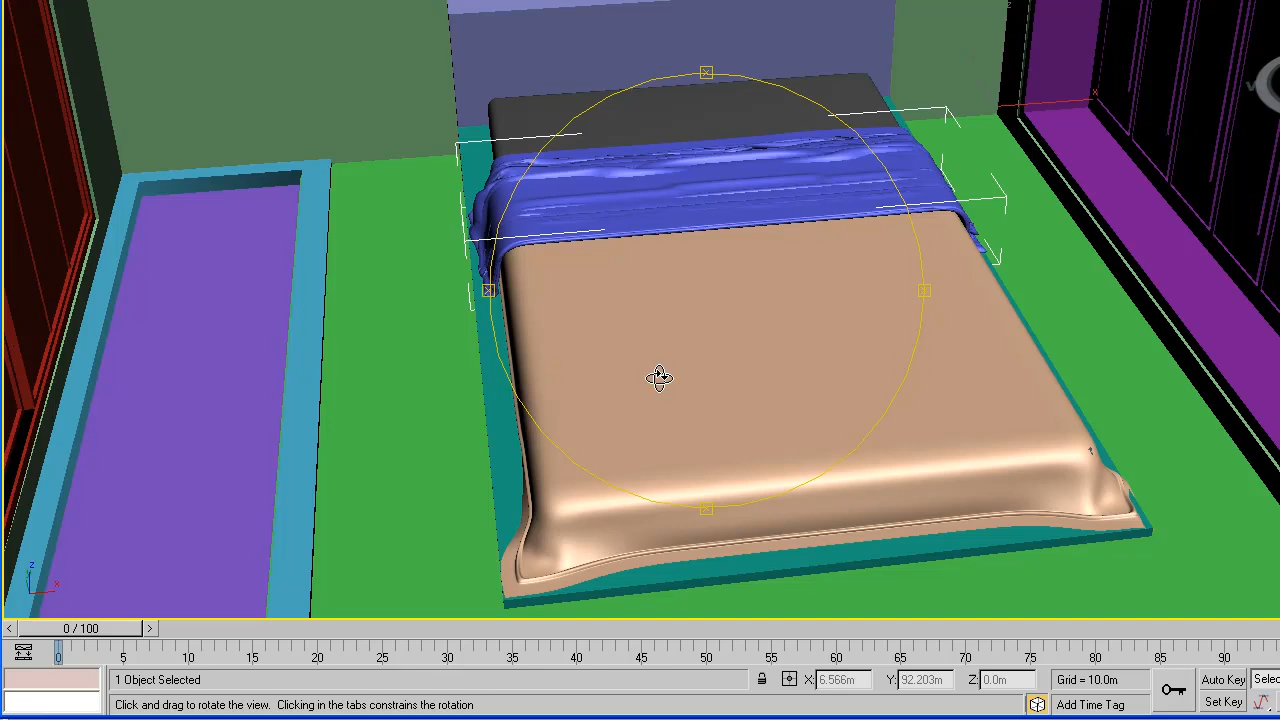 z
x
x
0 / 100
0 5 10 15 20 25 30 35 40 45 50 55 60 65 70 75 80 85 90
1 Object Selected X: 6.566m Y: 92.203m Z: 0.0m Grid = 10.0m Auto Key Selec
Click and drag to rotate the view. Clicking in the tabs constrains the rotation Add Time Tag Set Key